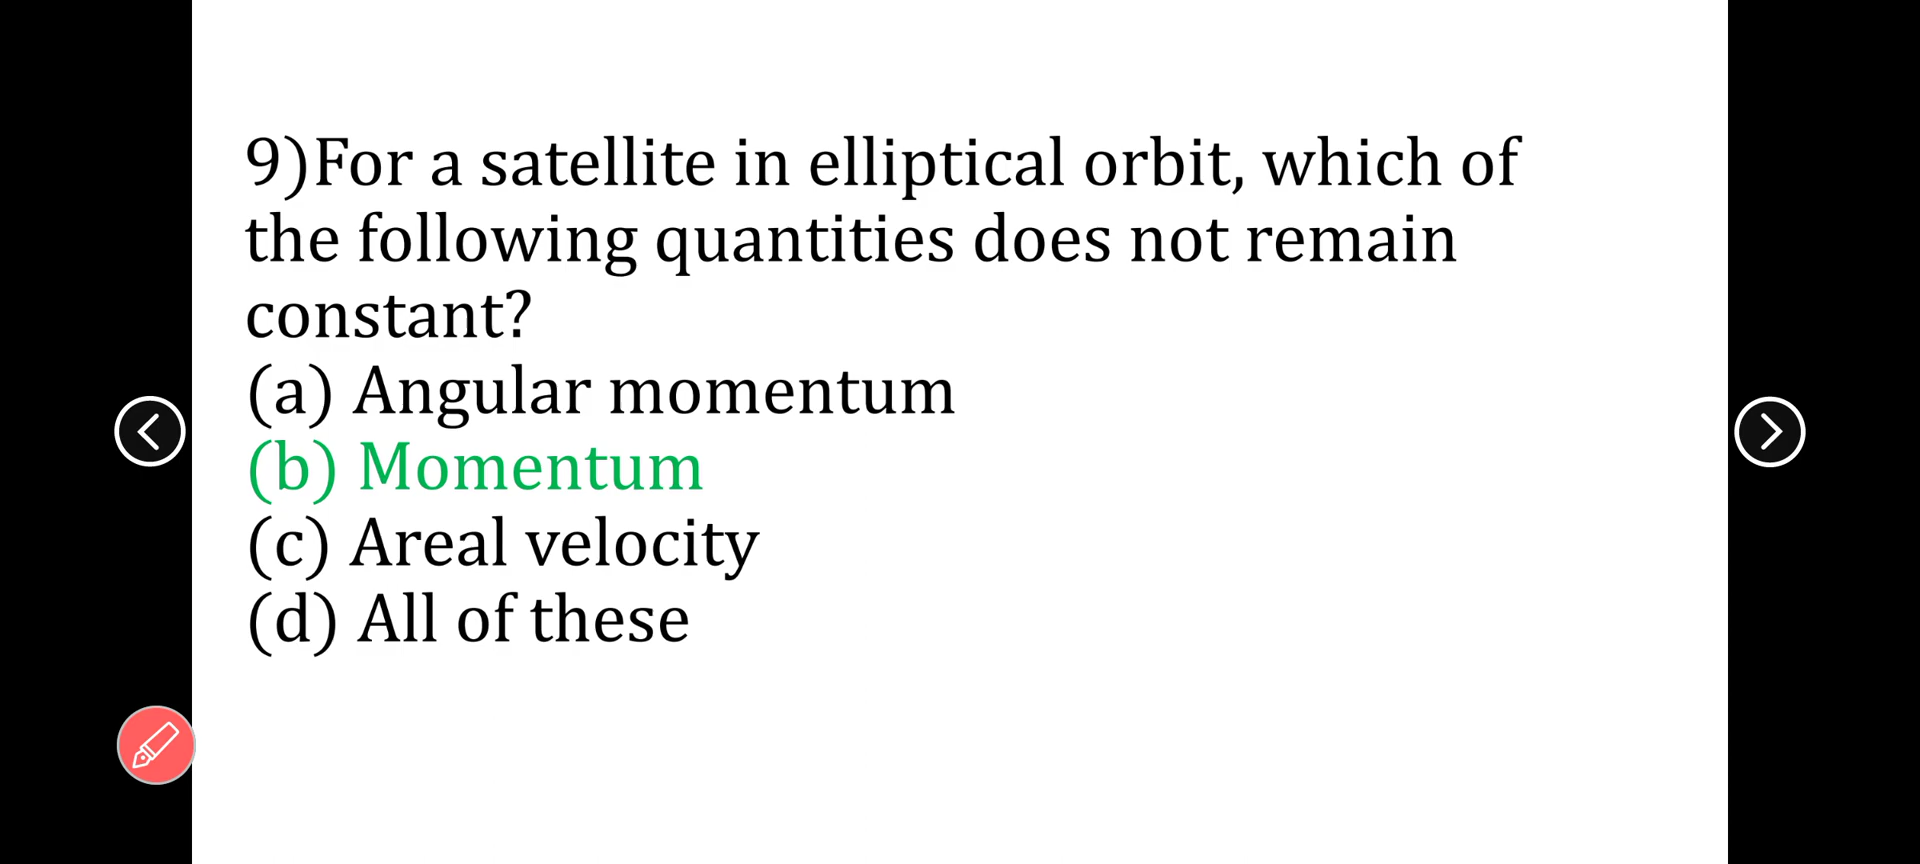 9)For a satellite in elliptical orbit, which of
the following quantities does not remain
constant?
(a) Angular momentum
(b) Momentum
(c) Areal velocity
(d) All of these